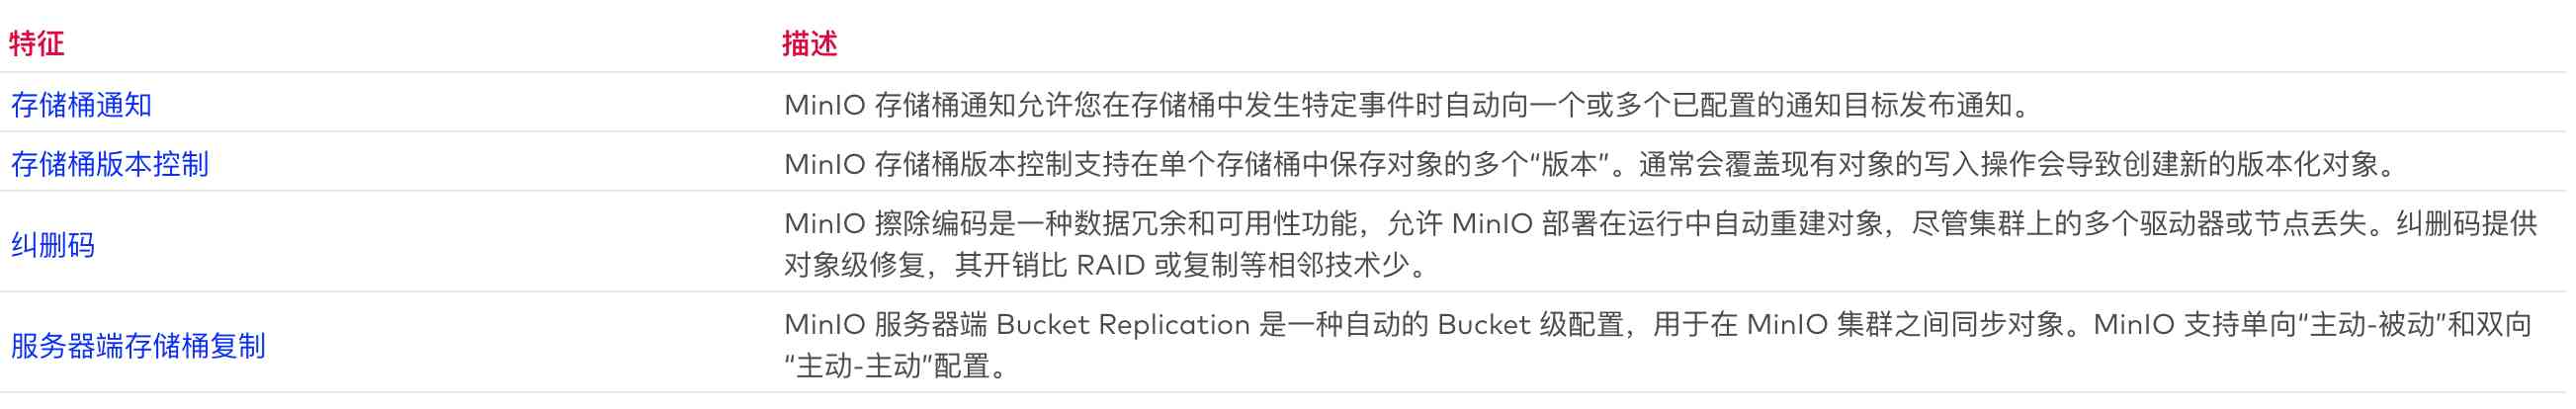 特征 描述
存储桶通知 MinIO 存储桶通知允许您在存储桶中发生特定事件时自动向一个或多个已配置的通知目标发布通知。
存储桶版本控制 MinIO 存储桶版本控制支持在单个存储桶中保存对象的多个“版本”。通常会覆盖现有对象的写入操作会导致创建新的版本化对象。
纠删码 MinIO 擦除编码是一种数据冗余和可用性功能，允许 MinIO 部署在运行中自动重建对象，尽管集群上的多个驱动器或节点丢失。纠删码提供
对象级修复，其开销比 RAID 或复制等相邻技术少。
服务器端存储桶复制 MinIO 服务器端 Bucket Replication 是一种自动的 Bucket 级配置，用于在 MinIO 集群之间同步对象。MinIO 支持单向“主动-被动”和双向
“主动-主动”配置。